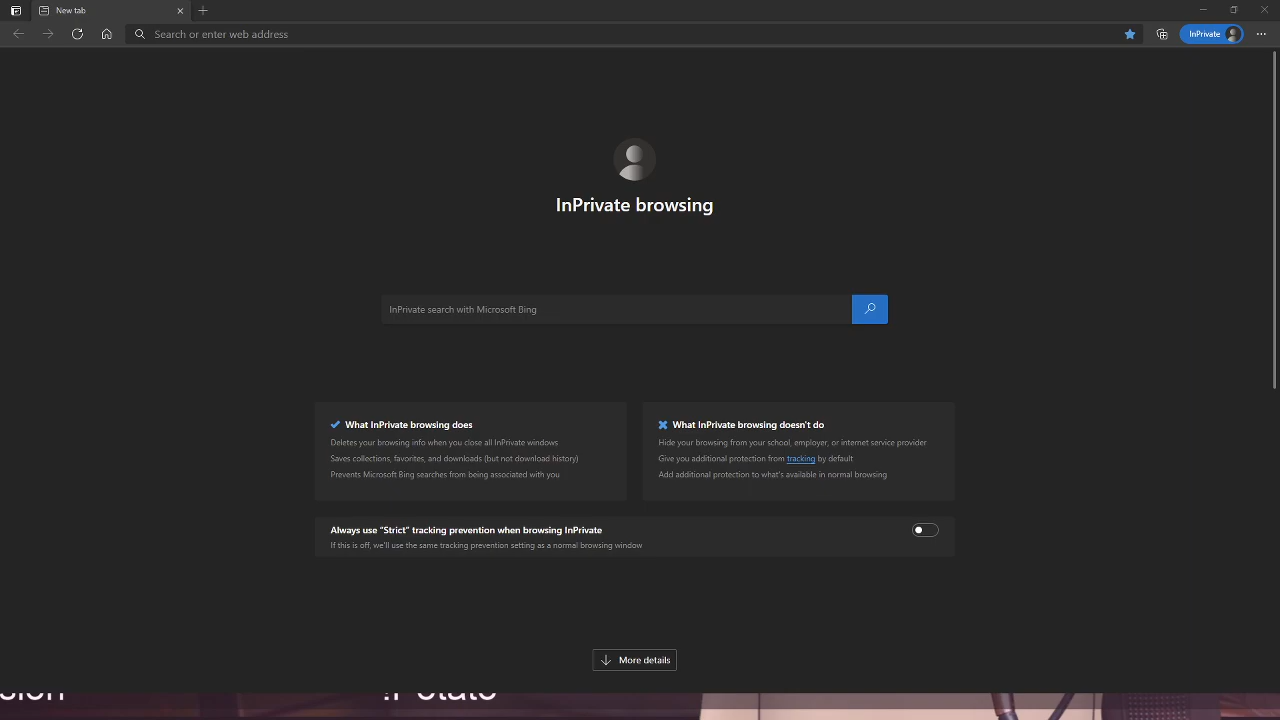 New tab
Search or enter web address
InPrivate
InPrivate browsing
InPrivate search with Microsoft Bing
What InPrivate browsing does
Deletes your browsing info when you close all InPrivate windows
Saves collections, favorites, and downloads (but not download history)
Prevents Microsoft Bing searches from being associated with you
What InPrivate browsing doesn't do
Hide your browsing from your school, employer, or internet service provider
Give you additional protection from tracking by default
Add additional protection to what's available in normal browsing
Always use "Strict" tracking prevention when browsing InPrivate
If this is off, we'll use the same tracking prevention setting as a normal browsing window
More details